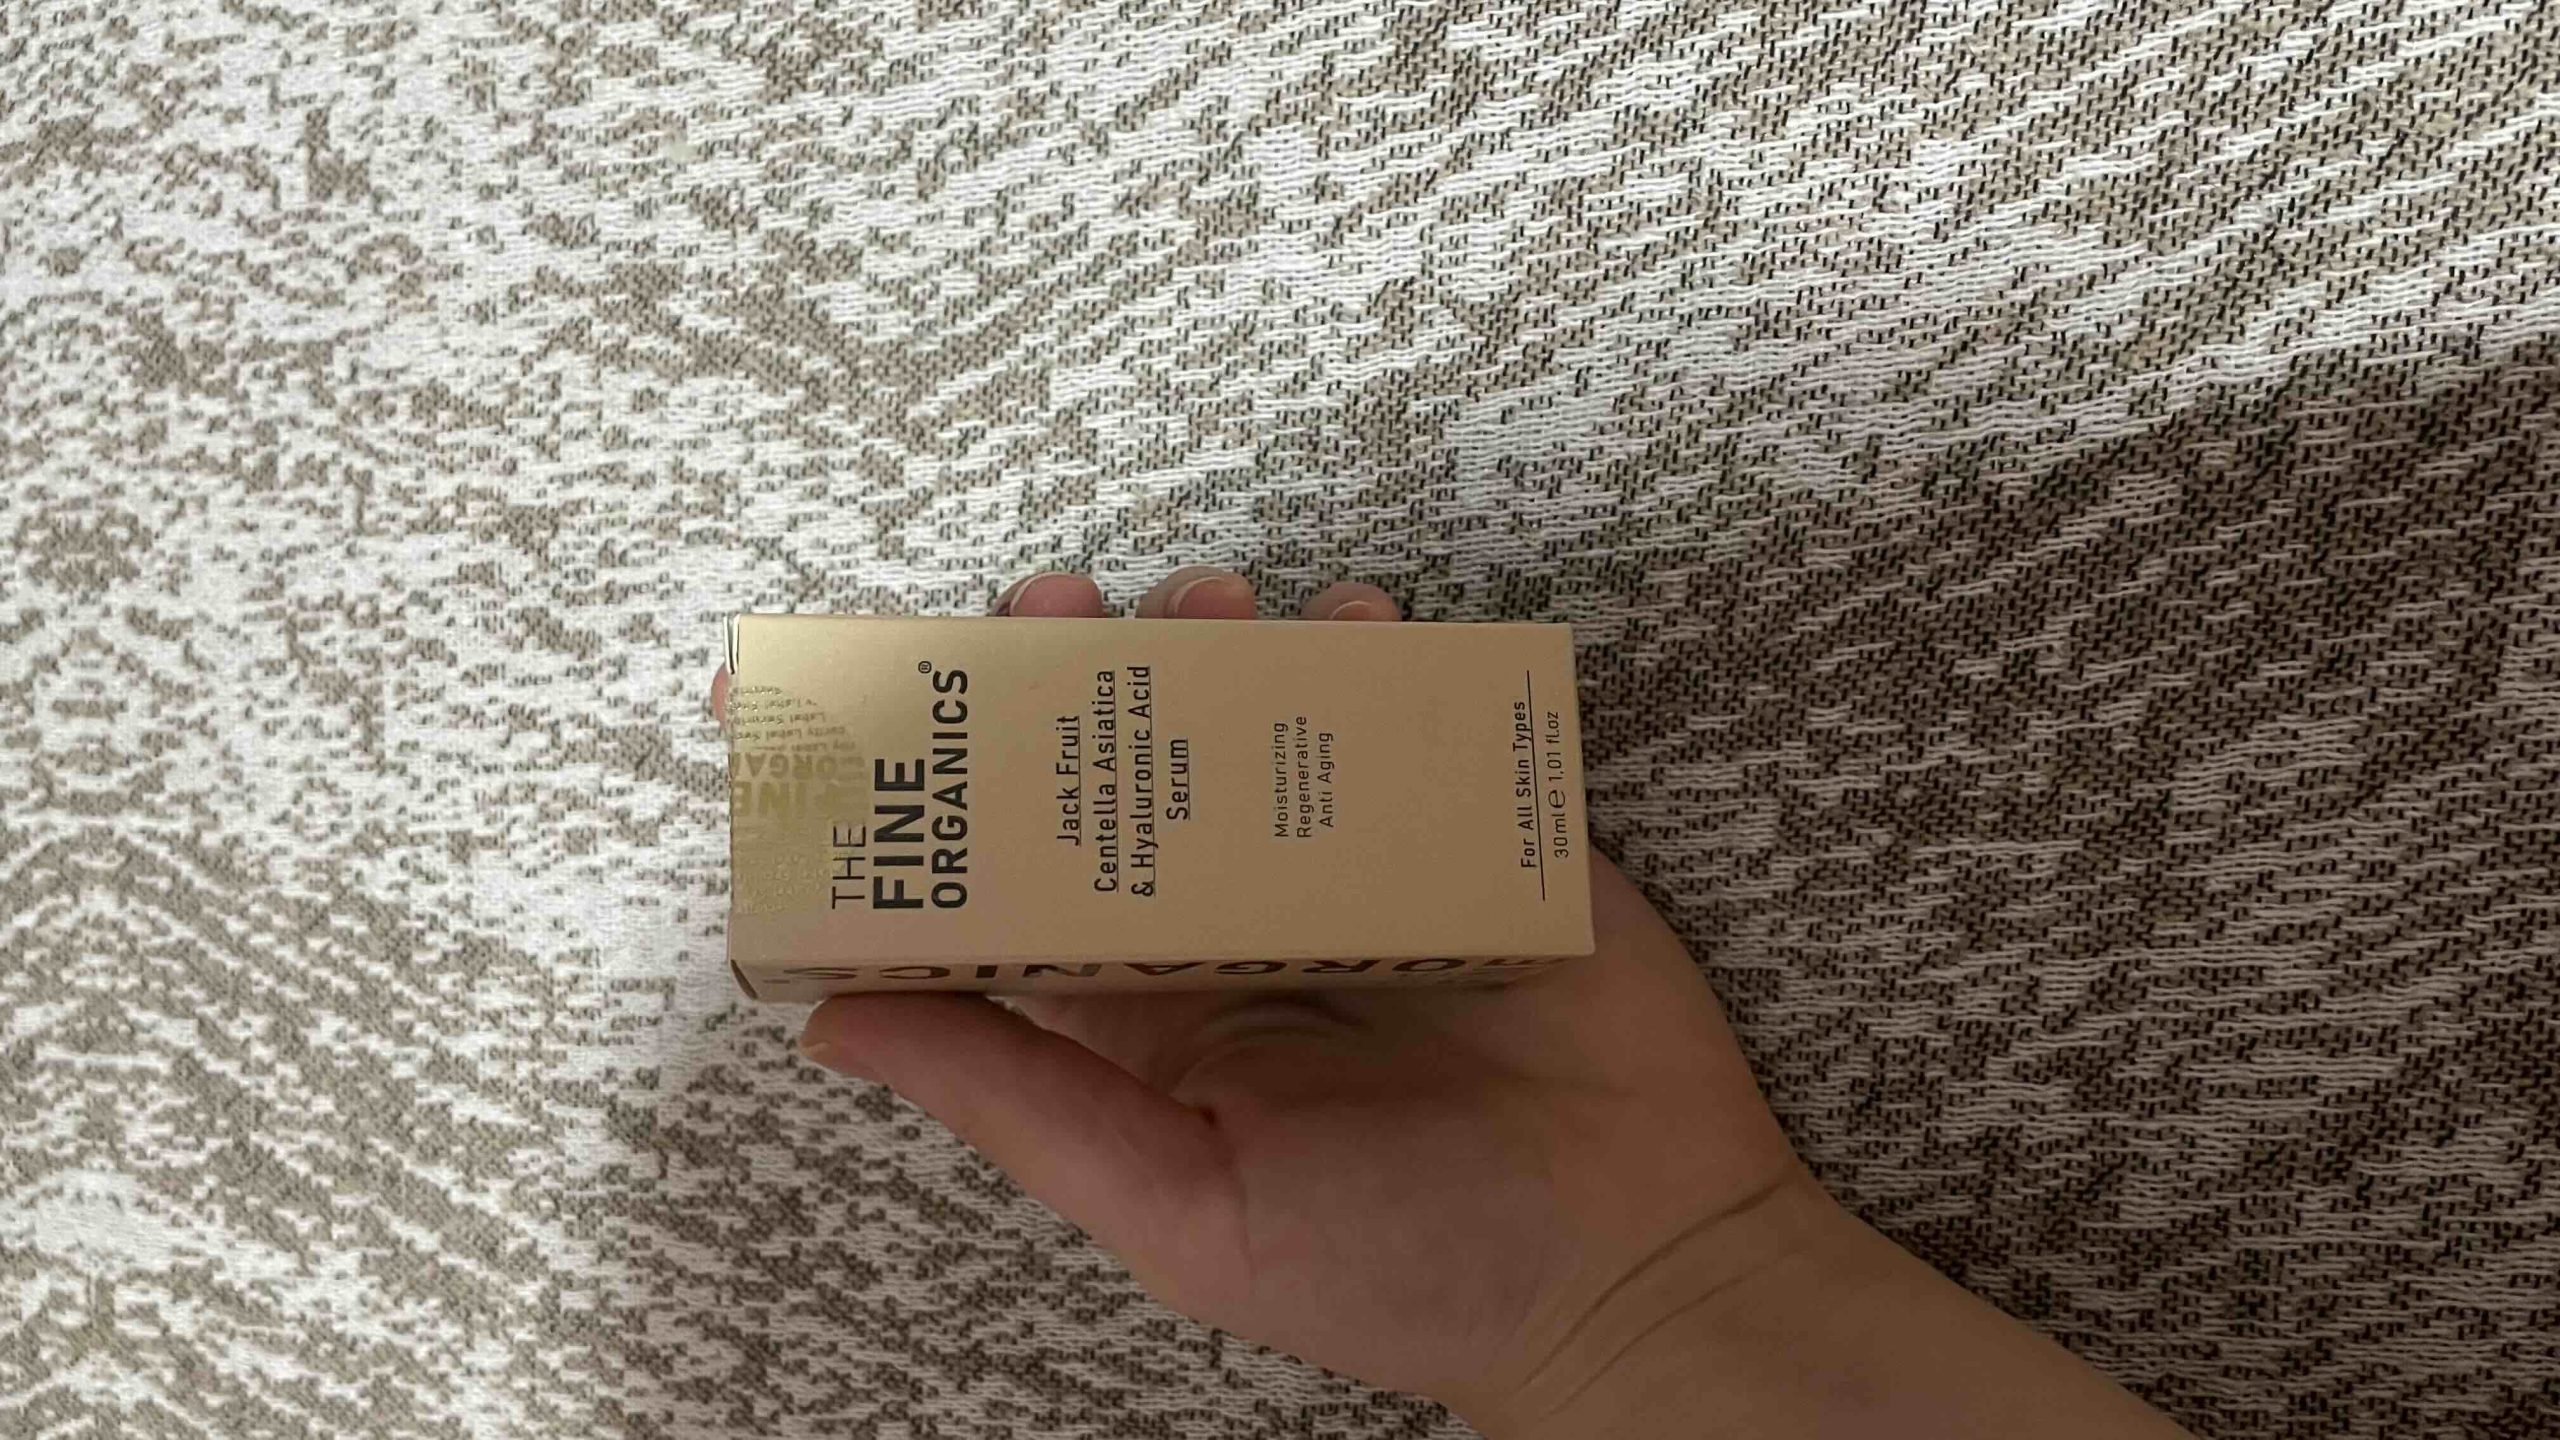 THE
FINE
ORGANICS®
Jack Fruit
Centella Asiatica
& Hyaluronic Acid
Serum
Moisturizing
Regenerative
Anti Aging
For All Skin Types
30ml ℮ 1,01 fl.oz
ORGANICS